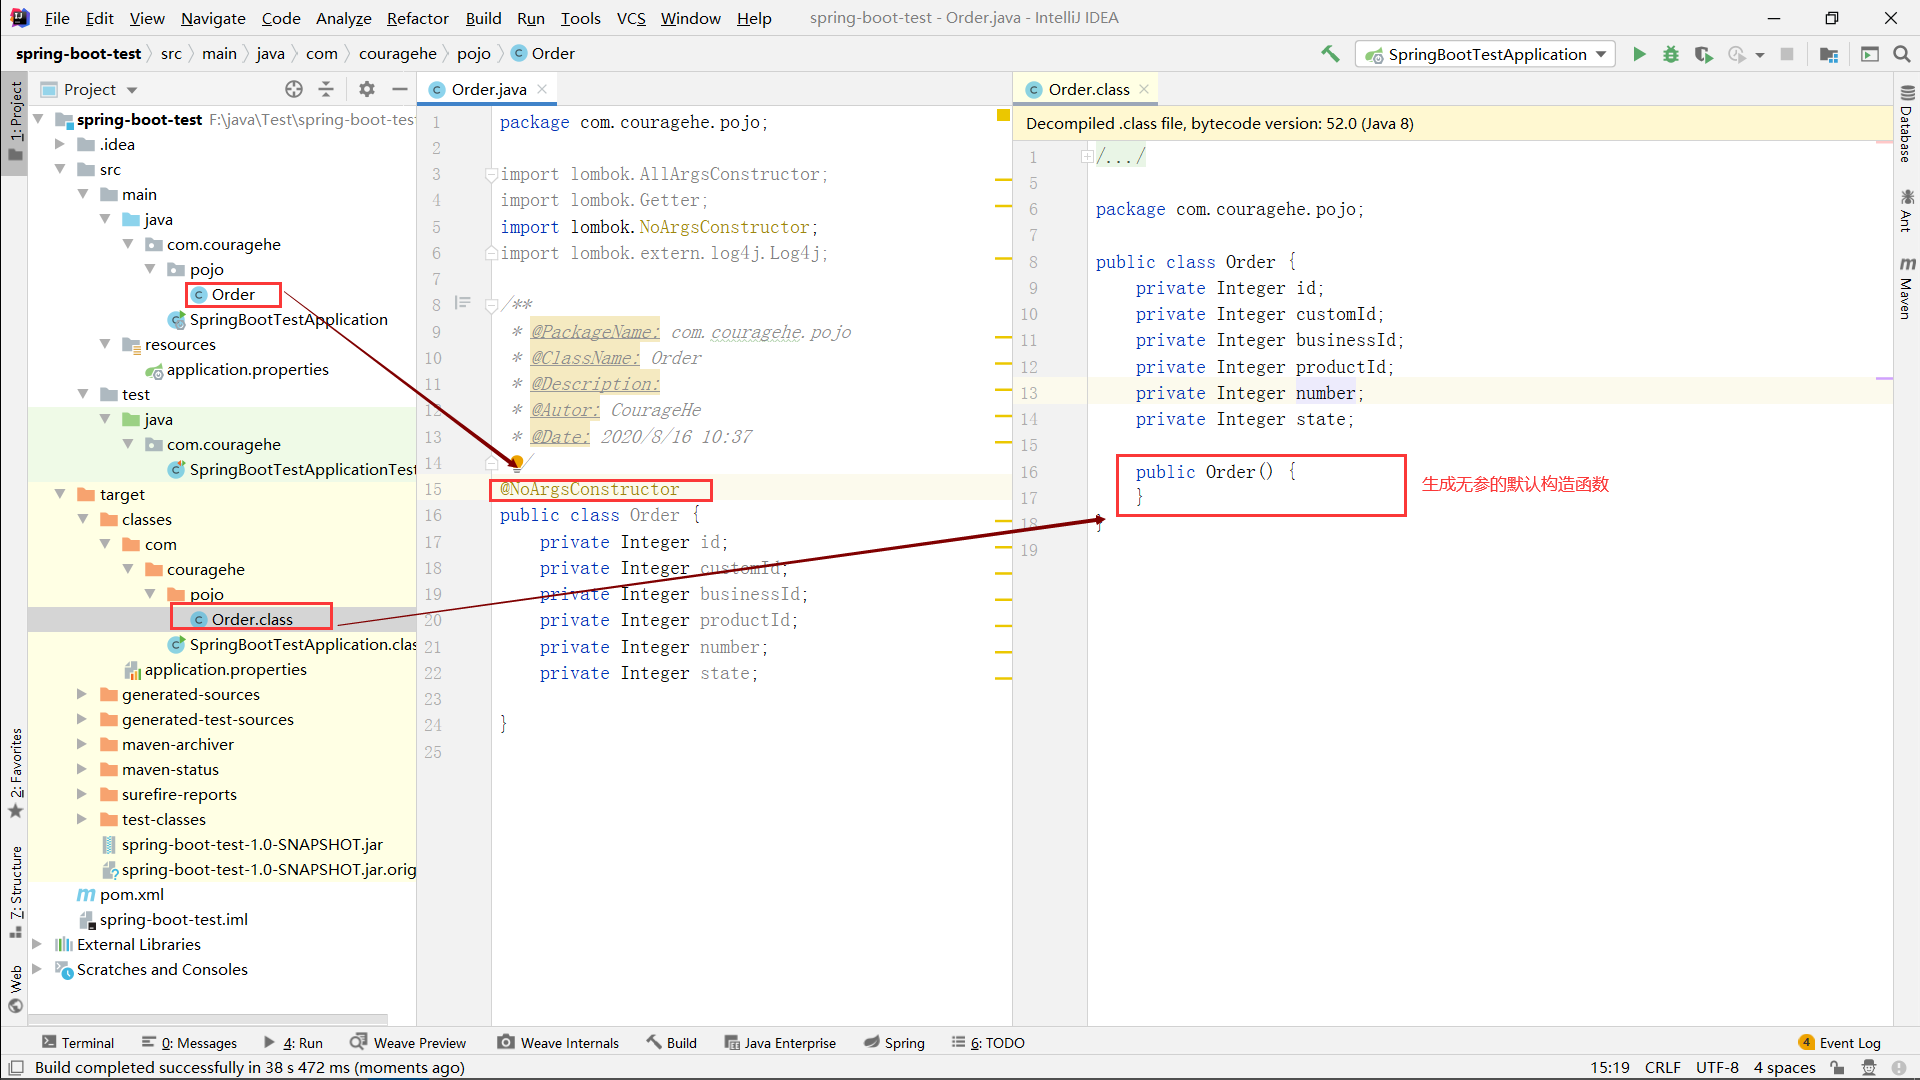 File Edit View Navigate Code Analyze Refactor Build Run Tools VCS Window Help spring-boot-test - Order.java - IntelliJ IDEA
spring-boot-test src main java com couragehe pojo Order SpringBootTestApplication
1: Project
2: Favorites
7: Structure
Web
Project
spring-boot-test F:\java\Test\spring-boot-test
.idea
src
main
java
com.couragehe
pojo
Order
SpringBootTestApplication
resources
application.properties
test
java
com.couragehe
SpringBootTestApplicationTest
target
classes
com
couragehe
pojo
Order.class
SpringBootTestApplication.clas
application.properties
generated-sources
generated-test-sources
maven-archiver
maven-status
surefire-reports
test-classes
spring-boot-test-1.0-SNAPSHOT.jar
spring-boot-test-1.0-SNAPSHOT.jar.orig
pom.xml
spring-boot-test.iml
External Libraries
Scratches and Consoles
Order.java
1 package com.couragehe.pojo;
2
3 import lombok.AllArgsConstructor;
4 import lombok.Getter;
5 import lombok.NoArgsConstructor;
6 import lombok.extern.log4j.Log4j;
7
8 /**
9 * @PackageName: com.couragehe.pojo
10 * @ClassName: Order
11 * @Description:
12 * @Autor: CourageHe
13 * @Date: 2020/8/16 10:37
14 /
15 @NoArgsConstructor
16 public class Order {
17 private Integer id;
18 private Integer customId;
19 private Integer businessId;
20 private Integer productId;
21 private Integer number;
22 private Integer state;
23
24 }
25
Order.class
Decompiled .class file, bytecode version: 52.0 (Java 8)
1 /.../
5
6 package com.couragehe.pojo;
7
8 public class Order {
9 private Integer id;
10 private Integer customId;
11 private Integer businessId;
12 private Integer productId;
13 private Integer number;
14 private Integer state;
15
16 public Order() {
17 }
18 }
19
生成无参的默认构造函数
Database
Ant
Maven
Terminal 0: Messages 4: Run Weave Preview Weave Internals Build Java Enterprise Spring 6: TODO 4 Event Log
Build completed successfully in 38 s 472 ms (moments ago) 15:19 CRLF UTF-8 4 spaces